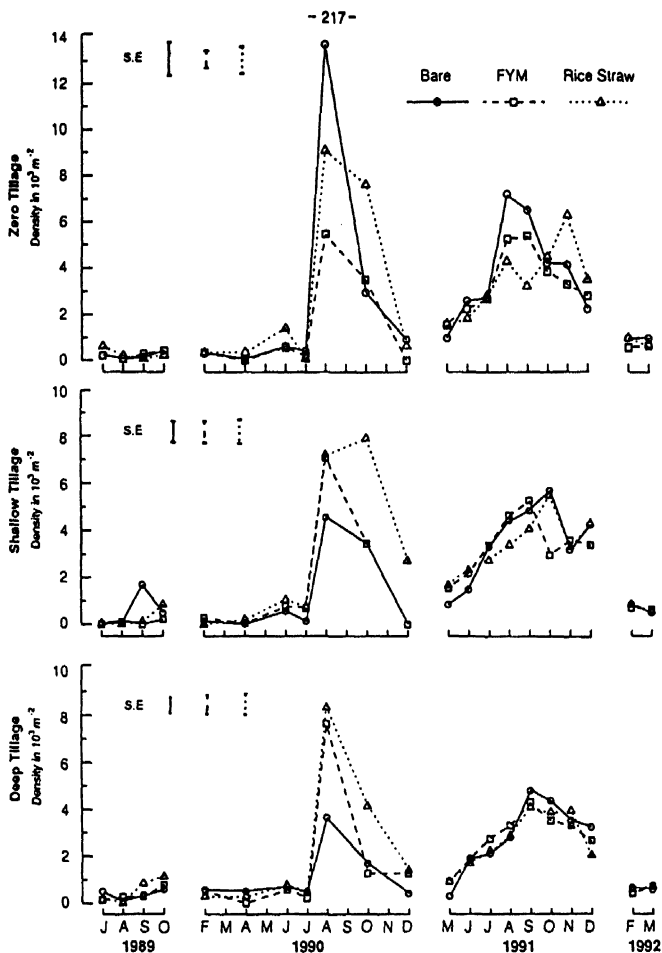 - 217 -
S.E
Bare FYM Rice Straw
Zero Tillage
Density in 10³ m⁻²
14
12
10
8
6
4
2
0
S.E
Shallow Tillage
Density in 10³ m⁻²
10
8
6
4
2
0
S.E
Deep Tillage
Density in 10³ m⁻²
10
8
6
4
2
0
J A S O F M A M J J A S O N D M J J A S O N D F M
1989 1990 1991 1992